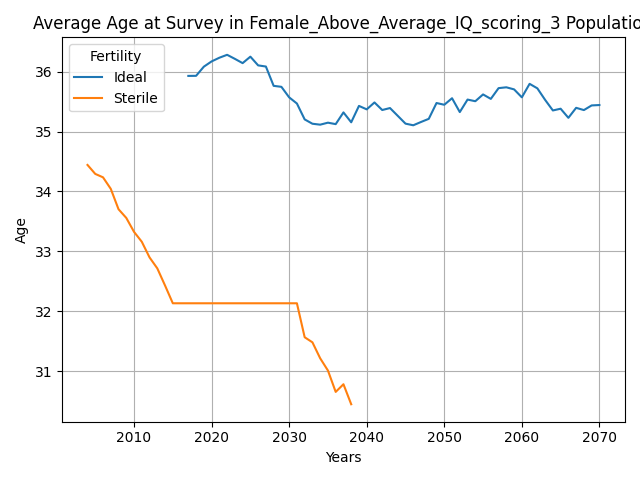 Average Age at Survey in Female_Above_Average_IQ_scoring_3 Populatio
Fertility
Ideal
Sterile
36
35
34
33
32
31
Age
2010 2020 2030 2040 2050 2060 2070
Years